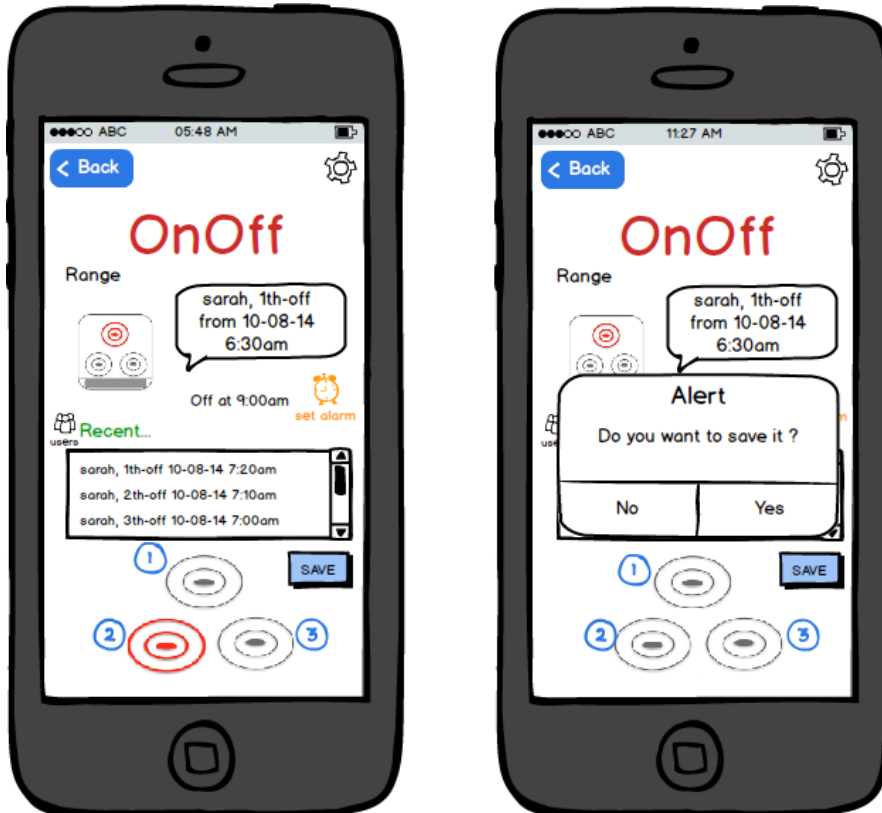 ABC 05:48 AM
< Back
OnOff
Range
sarah, 1th-off
from 10-08-14
6:30am
Off at 9:00am
set alarm
users
Recent...
sarah, 1th-off 10-08-14 7:20am
sarah, 2th-off 10-08-14 7:10am
sarah, 3th-off 10-08-14 7:00am
1
SAVE
2
3
ABC 11:27 AM
< Back
OnOff
Range
sarah, 1th-off
from 10-08-14
6:30am
Alert
Do you want to save it ?
No Yes
use
m
1
SAVE
2
3